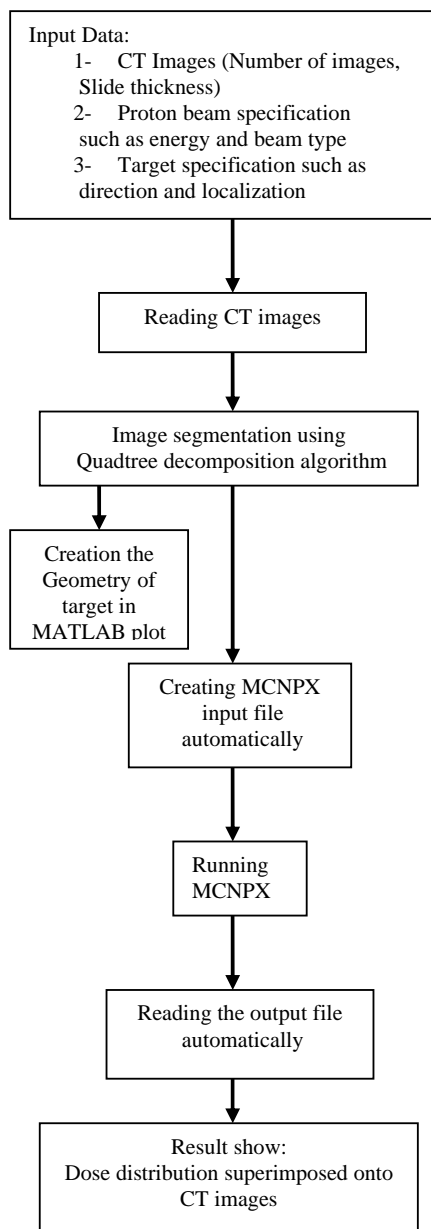 Input Data:
1- CT Images (Number of images,
Slide thickness)
2- Proton beam specification
such as energy and beam type
3- Target specification such as
direction and localization
Reading CT images
Image segmentation using
Quadtree decomposition algorithm
Creation the
Geometry of
target in
MATLAB plot
Creating MCNPX
input file
automatically
Running
MCNPX
Reading the output file
automatically
Result show:
Dose distribution superimposed onto
CT images